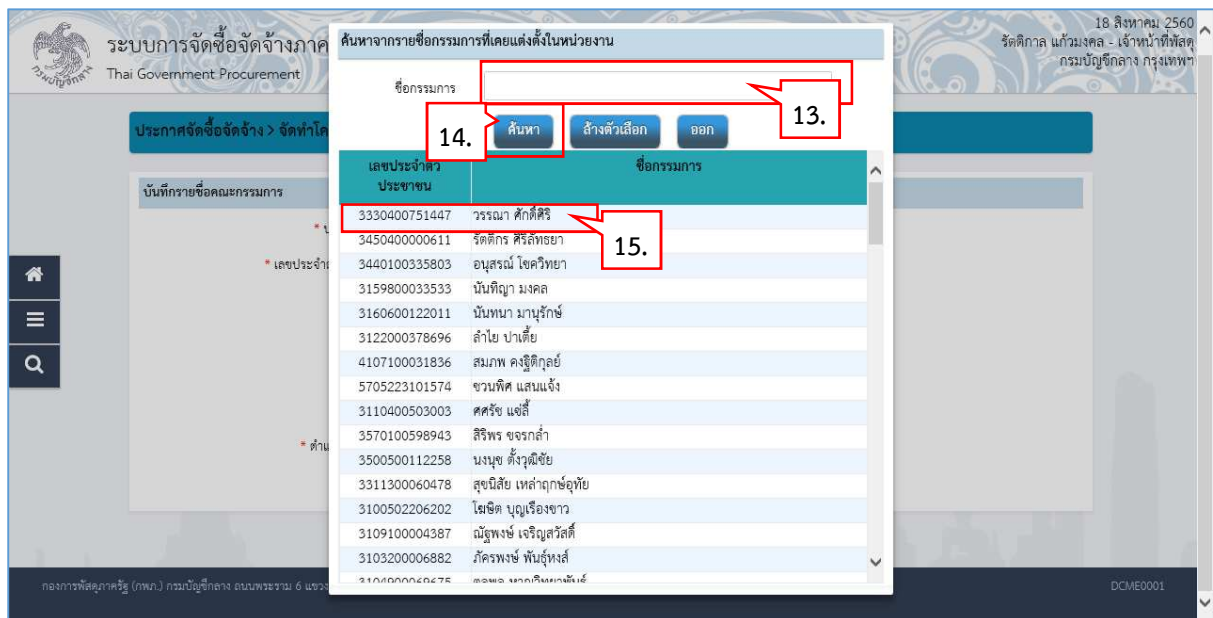 18 สิงหาคม 2560
รัตติกาล แก้วมงคล - เจ้าหน้าที่พัสดุ
กรมบัญชีกลาง กรุงเทพฯ
ระบบการจัดซื้อจัดจ้างภาค
Thai Government Procurement
ค้นหาจากรายชื่อกรรมการที่เคยแต่งตั้งในหน่วยงาน
ชื่อกรรมการ
13.
14.
ค้นหา ล้างตัวเลือก ออก
ประกาศจัดซื้อจัดจ้าง > จัดทำโค
เลขประจำตัวประชาชน ชื่อกรรมการ
บันทึกรายชื่อคณะกรรมการ
3330400751447 วรรณา ศักดิ์ศิริ
15.
3450400000611 รัตติกร ศิริลัทธยา
* เลขประจำ
3440100335803 อนุสรณ์ โชควิทยา
3159800033533 นันทิญา มงคล
3160600122011 นันทนา มานุรักษ์
3122000378696 ลำไย ปาเตี้ย
4107100031836 สมภพ คงฐิติกุลย์
5705223101574 ชวนพิศ แสนแจ้ง
3110400503003 ศศรัช แซ่ลี้
3570100598943 สิริพร ขจรกล่ำ
* ตำแ
3500500112258 นงนุช ตั้งวุฒิชัย
3311300060478 สุขนิสัย เหล่าฤกษ์อุทัย
3100502206202 โฆษิต บุญเรืองขาว
3109100004387 ณัฐพงษ์ เจริญสวัสดิ์
3103200006882 ภัครพงษ์ พันธุ์หงส์
3104900069675
กองการพัสดุภาครัฐ (กพภ.) กรมบัญชีกลาง ถนนพระราม 6 แขวง
DCME0001